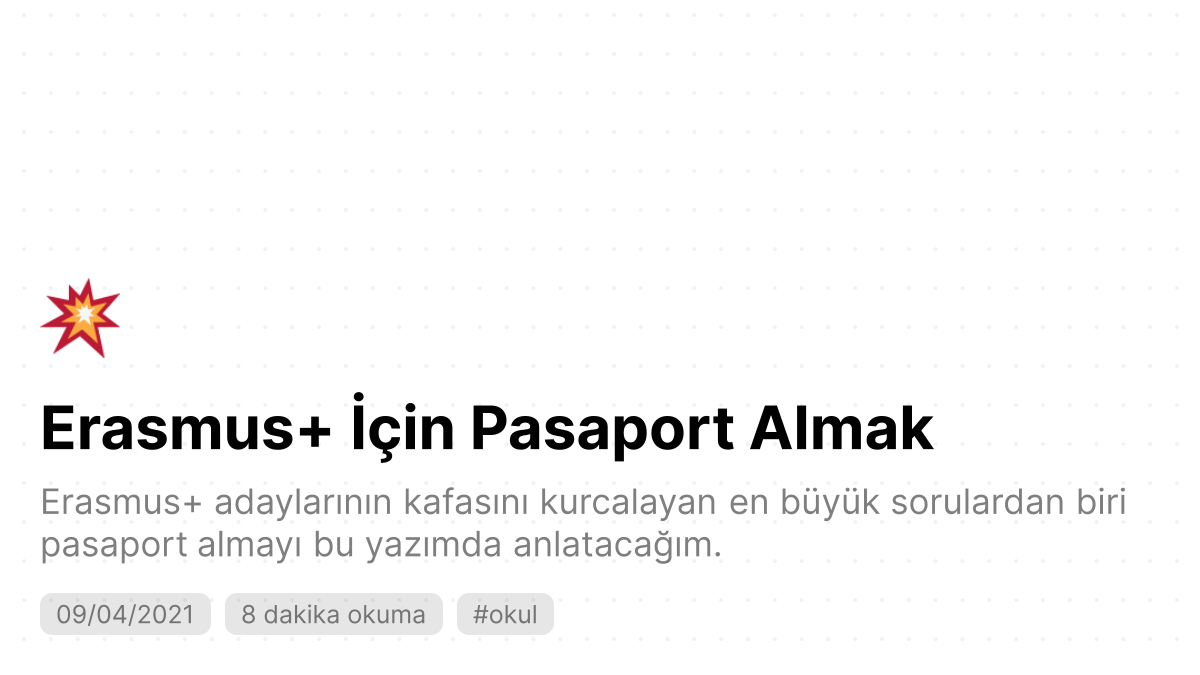 Erasmus+ İçin Pasaport Almak
Erasmus+ adaylarının kafasını kurcalayan en büyük sorulardan biri
pasaport almayı bu yazımda anlatacağım.
09/04/2021 8 dakika okuma #okul